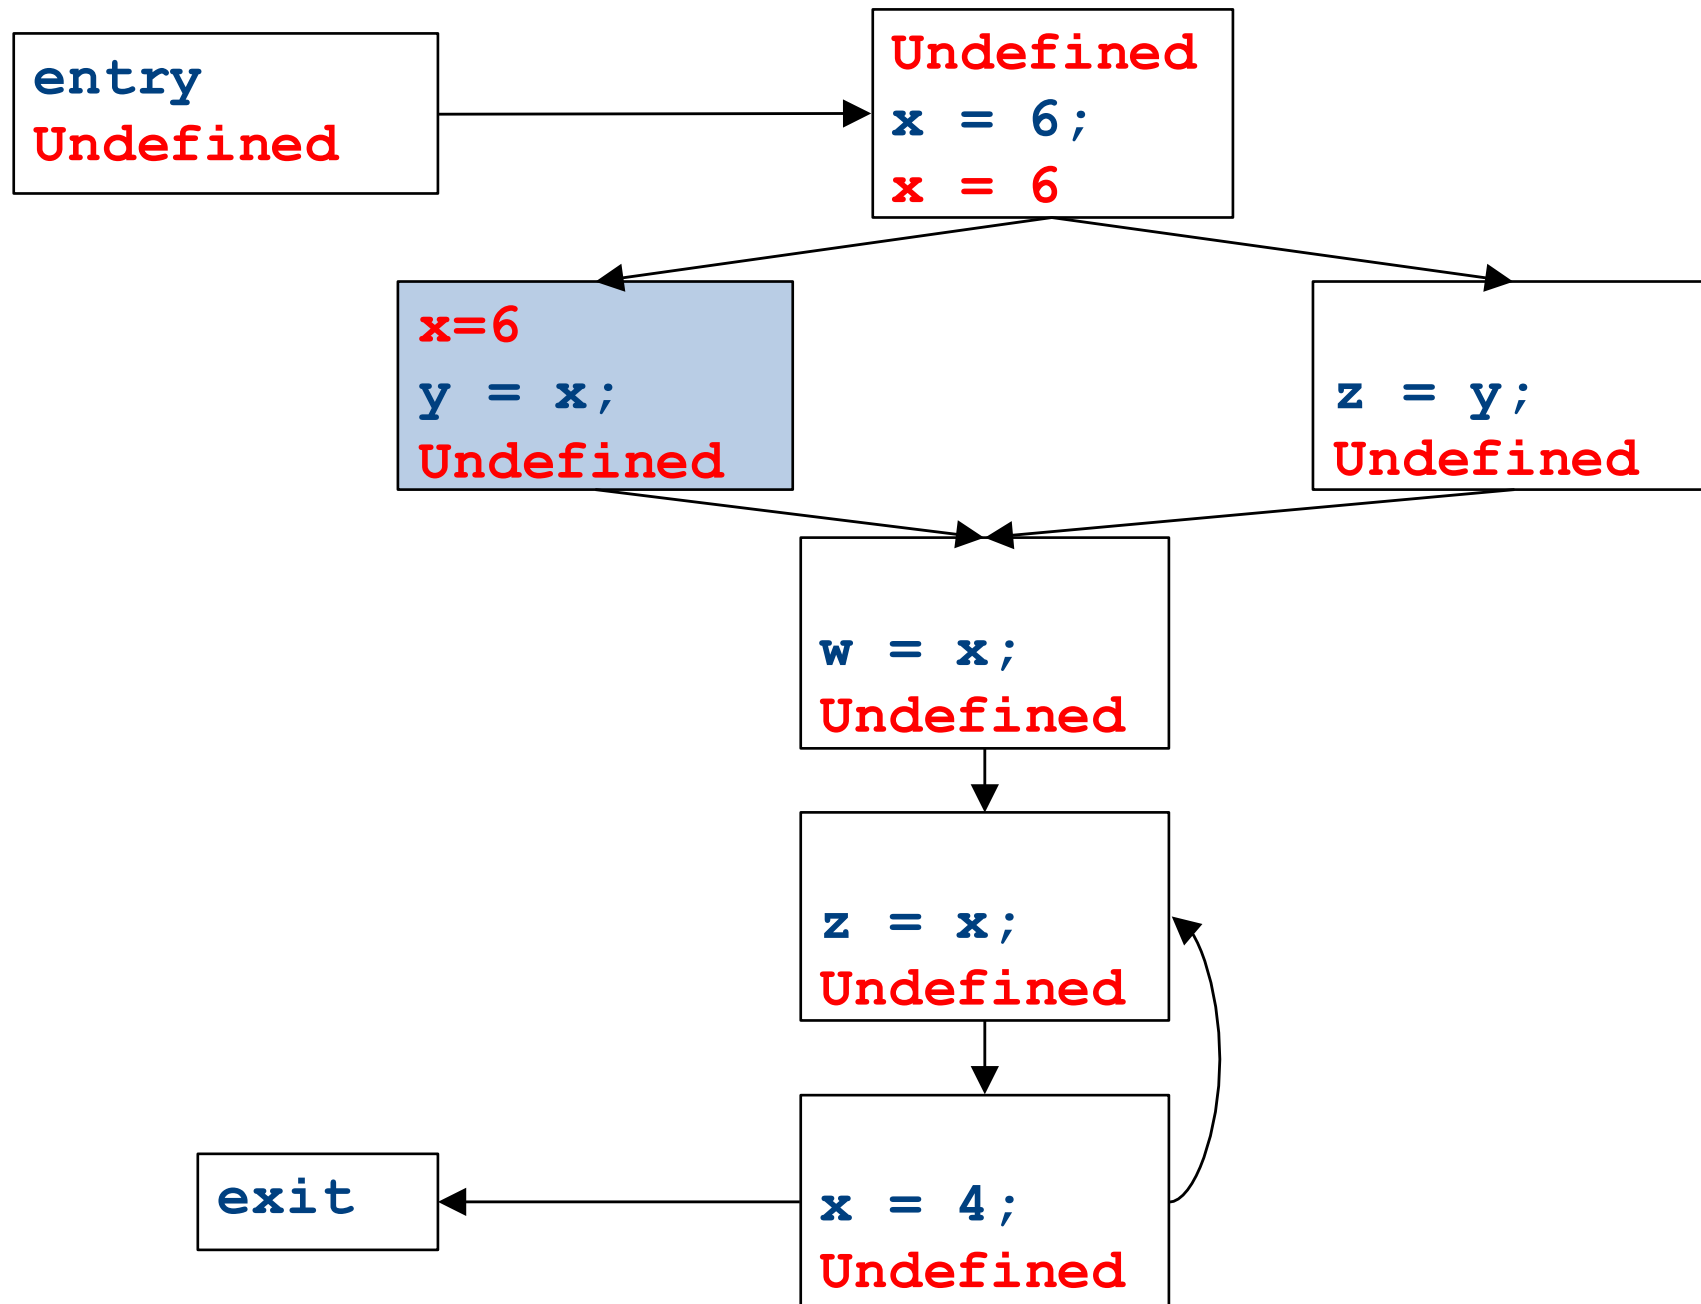 entry
Undefined
Undefined
x = 6;
x = 6
x=6
y = x;
Undefined
z = y;
Undefined
w = x;
Undefined
z = x;
Undefined
x = 4;
Undefined
exit